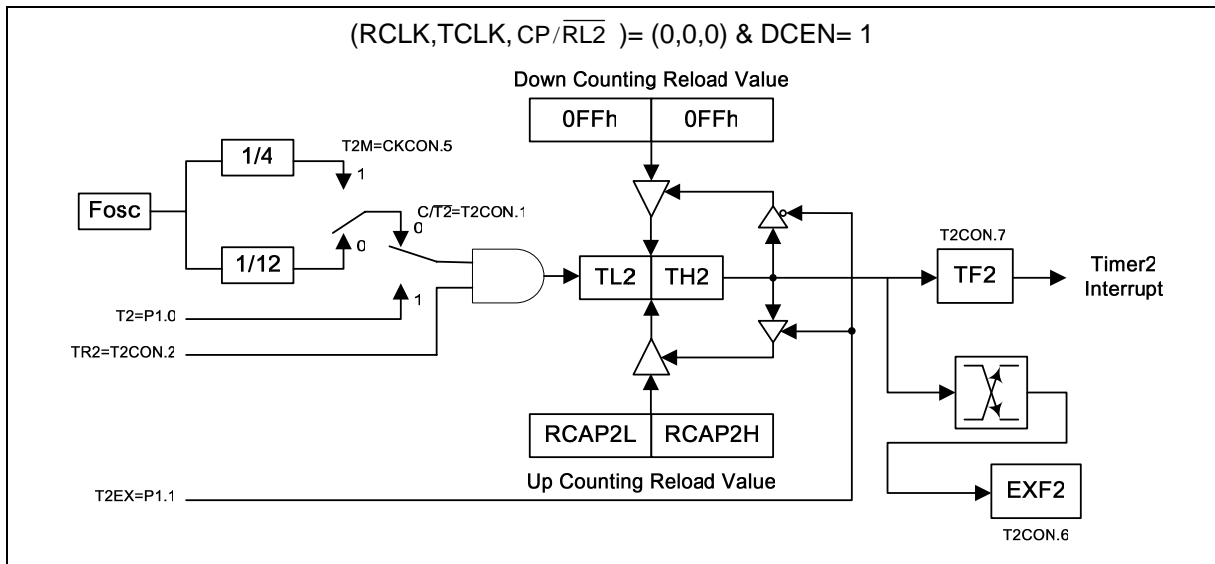 (RCLK,TCLK, CP/RL2 )= (0,0,0) & DCEN= 1
Down Counting Reload Value
0FFh 0FFh
T2M=CKCON.5
1/4
1
Fosc
C/T2=T2CON.1
0
0
1/12
1
T2=P1.0
TR2=T2CON.2
TL2 TH2
T2CON.7
TF2
Timer2
Interrupt
RCAP2L RCAP2H
Up Counting Reload Value
T2EX=P1.1
EXF2
T2CON.6